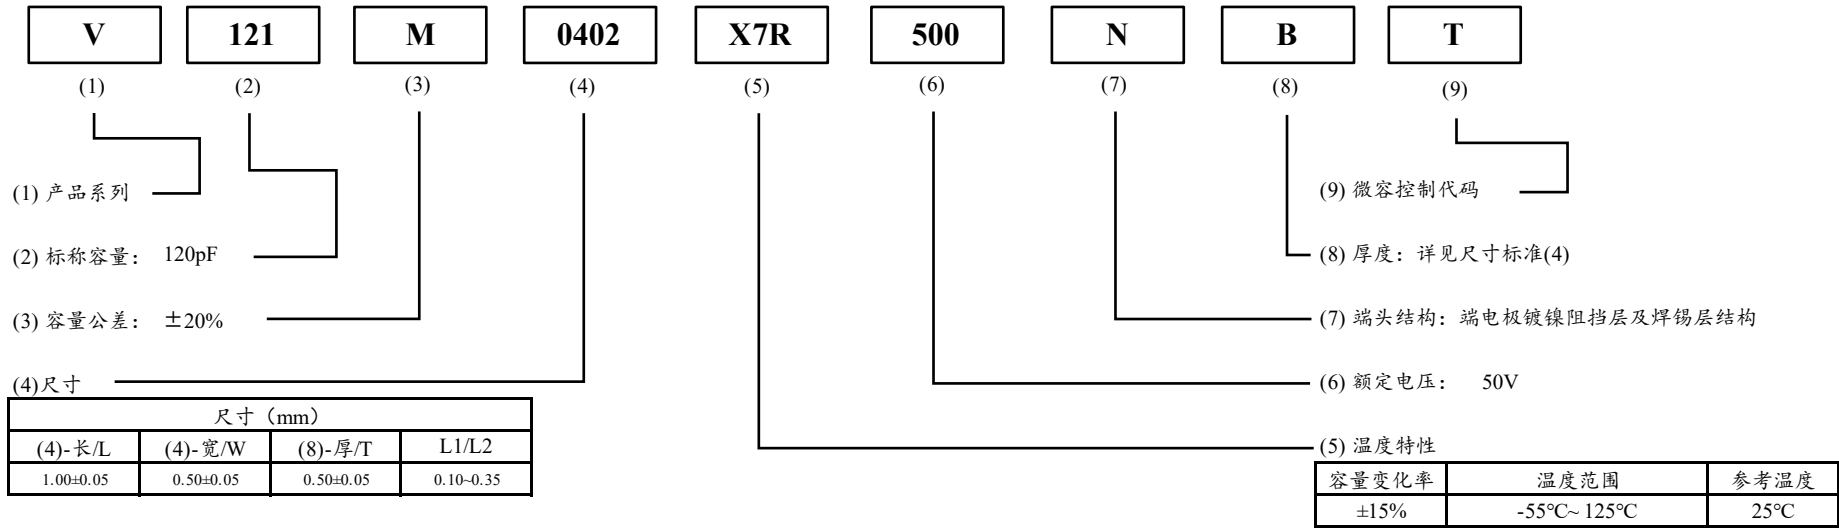 V 121 M 0402 X7R 500 N B T
(1) (2) (3) (4) (5) (6) (7) (8) (9)
(1) 产品系列
(9) 微容控制代码
(2) 标称容量： 120pF
(8) 厚度：详见尺寸标准(4)
(3) 容量公差： ±20%
(7) 端头结构：端电极镀镍阻挡层及焊锡层结构
(4)尺寸
(6) 额定电压： 50V
尺寸（mm）
(4)-长/L (4)-宽/W (8)-厚/T L1/L2
1.00±0.05 0.50±0.05 0.50±0.05 0.10~0.35
(5) 温度特性
容量变化率 温度范围 参考温度
±15% -55℃~ 125℃ 25℃